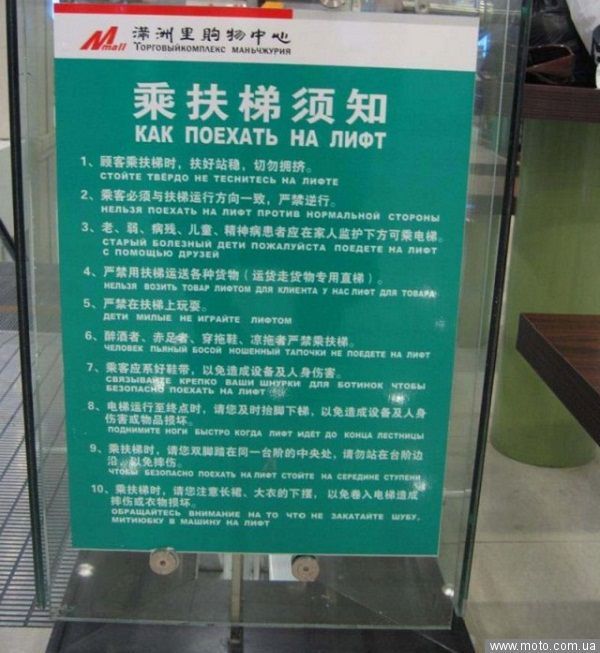 Mmall 满洲里购物中心
ТОРГОВЫЙКОМПЛЕКС МАНЬЧЖУРИЯ
乘扶梯须知
КАК ПОЕХАТЬ НА ЛИФТ
1、顾客乘扶梯时，扶好站稳，切勿拥挤。
СТОЙТЕ ТВЁРДО НЕ ТЕСНИТЕСЬ НА ЛИФТЕ
2、乘客必须与扶梯运行方向一致，严禁逆行。
НЕЛЬЗЯ ПОЕХАТЬ НА ЛИФТ ПРОТИВ НОРМАЛЬНОЙ СТОРОНЫ
3、老、弱、病残、儿童、精神病患者应在家人监护下方可乘电梯。
СТАРЫЙ БОЛЕЗНЫЙ ДЕТИ ПОЖАЛУЙСТА ПОЕДЕТЕ НА ЛИФТ
С ПОМОЩЬЮ ДРУЗЕЙ
4、严禁用扶梯运送各种货物（运货走货物专用直梯）。
НЕЛЬЗЯ ВОЗИТЬ ТОВАР ЛИФТОМ ДЛЯ КЛИЕНТА У НАС ЛИФТ ДЛЯ ТОВАРА
5、严禁在扶梯上玩耍。
ДЕТИ МИЛЫЕ НЕ ИГРАЙТЕ ЛИФТОМ
6、醉酒者、赤足者、穿拖鞋、凉拖者严禁乘扶梯。
ЧЕЛОВЕК ПЬЯНЫЙ БОСОЙ НОШЕННЫЙ ТАПОЧКИ НЕ ПОЕДЕТЕ НА ЛИФТ
7、乘客应系好鞋带，以免造成设备及人身伤害。
СВЯЗЫВАЙТЕ КРЕПКО ВАШИ ШНУРКИ ДЛЯ БОТИНОК ЧТОБЫ
БЕЗОПАСНО ПОЕХАТЬ НА ЛИФТ
8、电梯运行至终点时，请您及时抬脚下梯，以免造成设备及人身
伤害或物品损坏。
ПОДНИМИТЕ НОГИ БЫСТРО КОГДА ЛИФТ ИДЁТ ДО КОНЦА ЛЕСТНИЦЫ
9、乘扶梯时，请您双脚踏在同一台阶的中央处，请勿站在台阶边
沿，以免摔伤。
ЧТОБЫ БЕЗОПАСНО ПОЕХАТЬ НА ЛИФТ СТОЙТЕ НА СЕРЕДИНЕ СТУПЕНИ
10、乘扶梯时，请您注意长裙、大衣的下摆，以免卷入电梯造成
摔伤或衣物损坏。
ОБРАЩАЙТЕСЬ ВНИМАНИЕ НА ТО ЧТО НЕ ЗАКАТАЙТЕ ШУБУ,
МИТИЮБКУ В МАШИНУ НА ЛИФТ
www.moto.com.ua